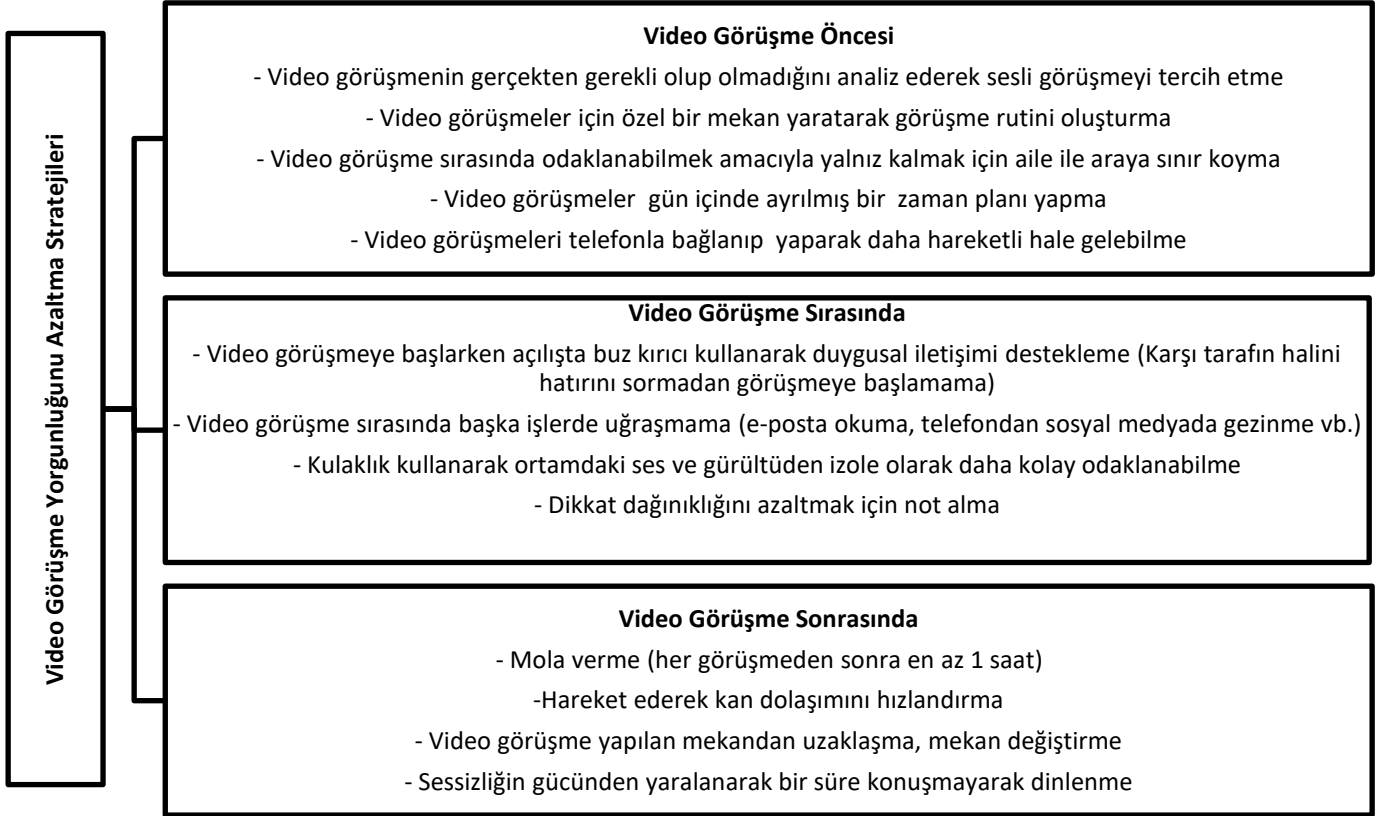 Video Görüşme Yorgunluğunu Azaltma Stratejileri
Video Görüşme Öncesi
- Video görüşmenin gerçekten gerekli olup olmadığını analiz ederek sesli görüşmeyi tercih etme
- Video görüşmeler için özel bir mekan yaratarak görüşme rutini oluşturma
- Video görüşme sırasında odaklanabilmek amacıyla yalnız kalmak için aile ile araya sınır koyma
- Video görüşmeler  gün içinde ayrılmış bir  zaman planı yapma
- Video görüşmeleri telefonla bağlanıp  yaparak daha hareketli hale gelebilme
Video Görüşme Sırasında
- Video görüşmeye başlarken açılışta buz kırıcı kullanarak duygusal iletişimi destekleme (Karşı tarafın halini
hatırını sormadan görüşmeye başlamama)
- Video görüşme sırasında başka işlerde uğraşmama (e-posta okuma, telefondan sosyal medyada gezinme vb.)
- Kulaklık kullanarak ortamdaki ses ve gürültüden izole olarak daha kolay odaklanabilme
- Dikkat dağınıklığını azaltmak için not alma
Video Görüşme Sonrasında
- Mola verme (her görüşmeden sonra en az 1 saat)
-Hareket ederek kan dolaşımını hızlandırma
- Video görüşme yapılan mekandan uzaklaşma, mekan değiştirme
- Sessizliğin gücünden yaralanarak bir süre konuşmayarak dinlenme